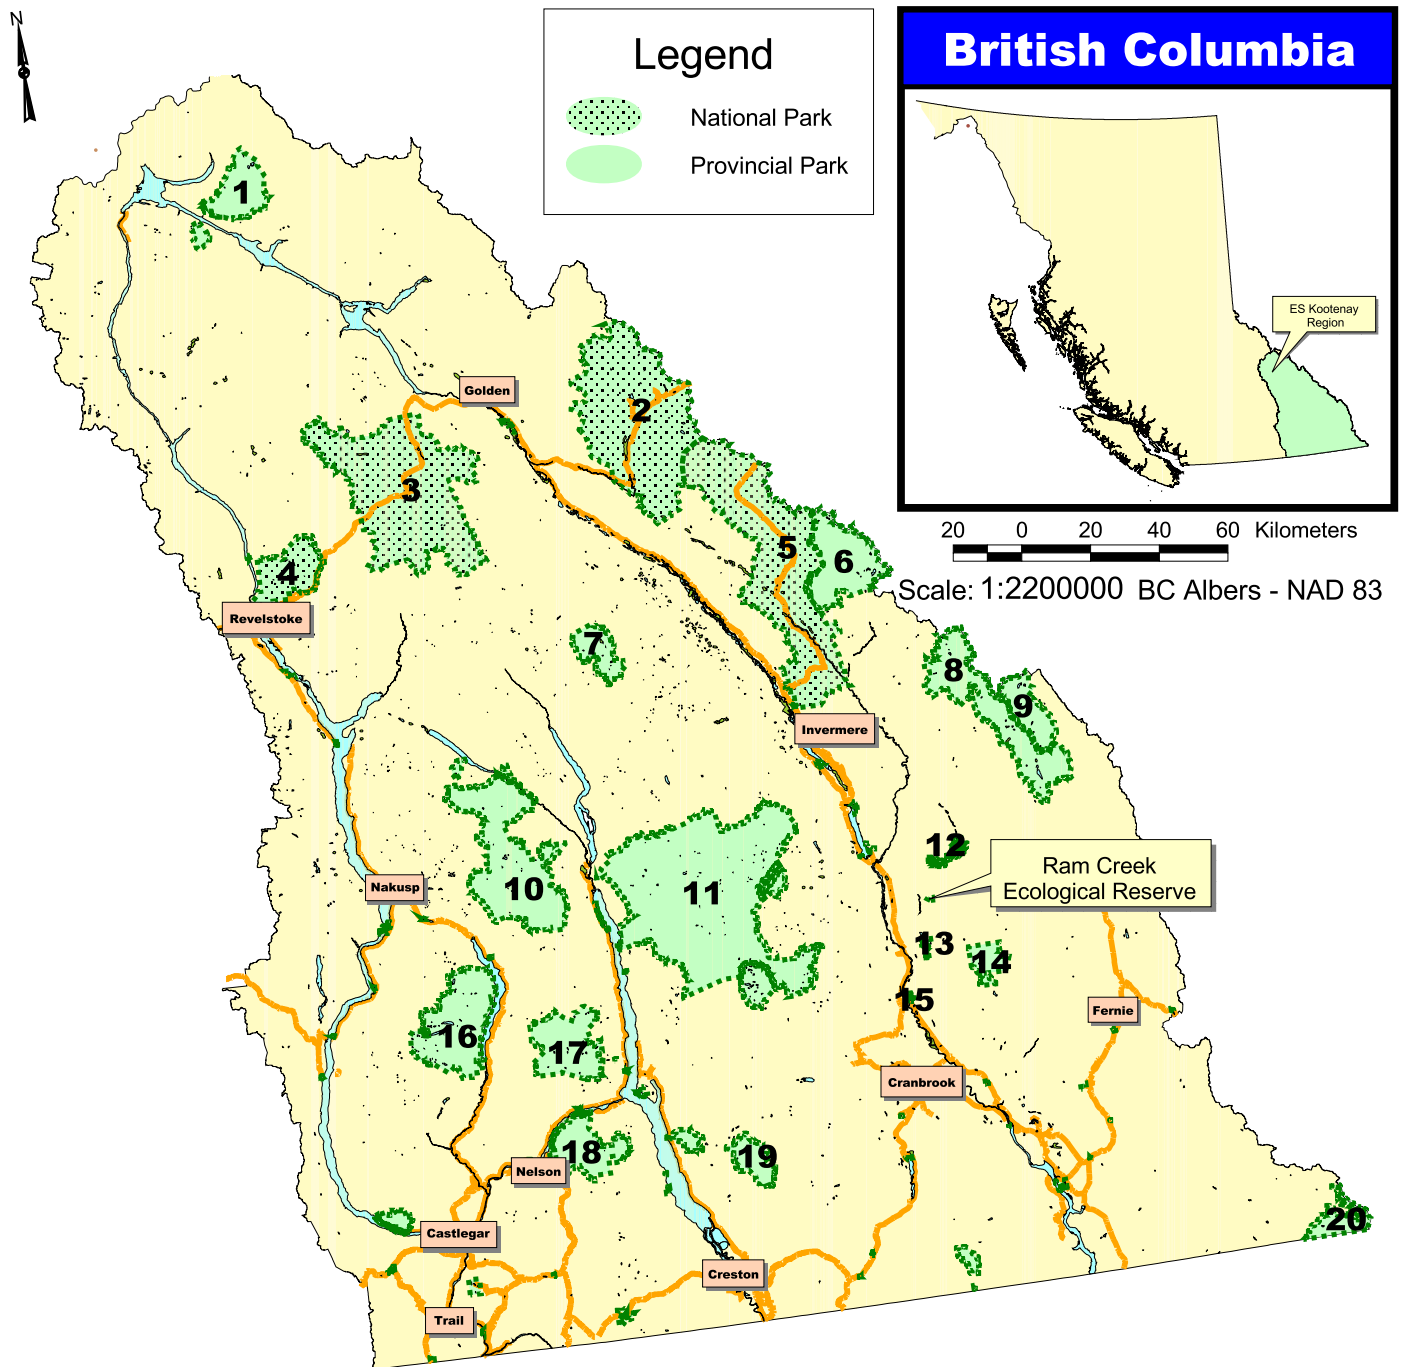 N
Legend
National Park
Provincial Park
British Columbia
ES Kootenay
Region
20 0 20 40 60 Kilometers
Scale: 1:2200000 BC Albers - NAD 83
1
Golden
2
3
4
5
6
Revelstoke
7
8
9
Invermere
12
Ram Creek
Ecological Reserve
Nakusp
10
11
13
14
15
Fernie
16
17
Cranbrook
18
19
Nelson
20
Castlegar
Creston
Trail